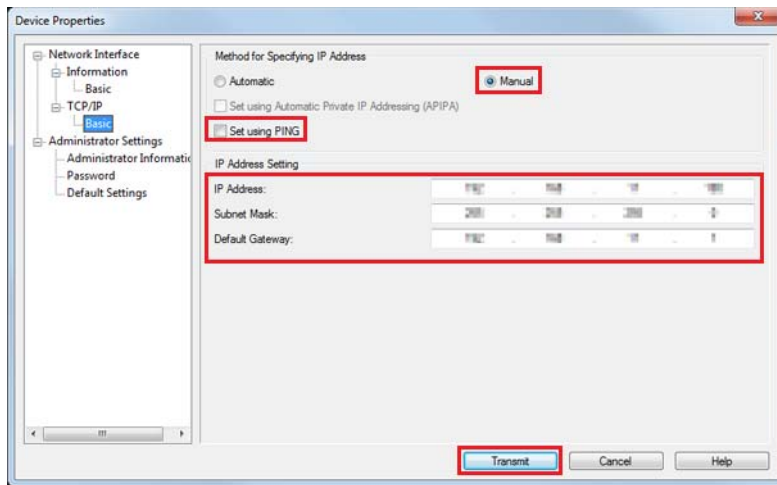 Device Properties
Network Interface
Information
Basic
TCP/IP
Basic
Administrator Settings
Administrator Informatic
Password
Default Settings
Method for Specifying IP Address
Automatic
Manual
Set using Automatic Private IP Addressing (APIPA)
Set using PING
IP Address Setting
IP Address:
Subnet Mask:
Default Gateway:
Transmit
Cancel
Help